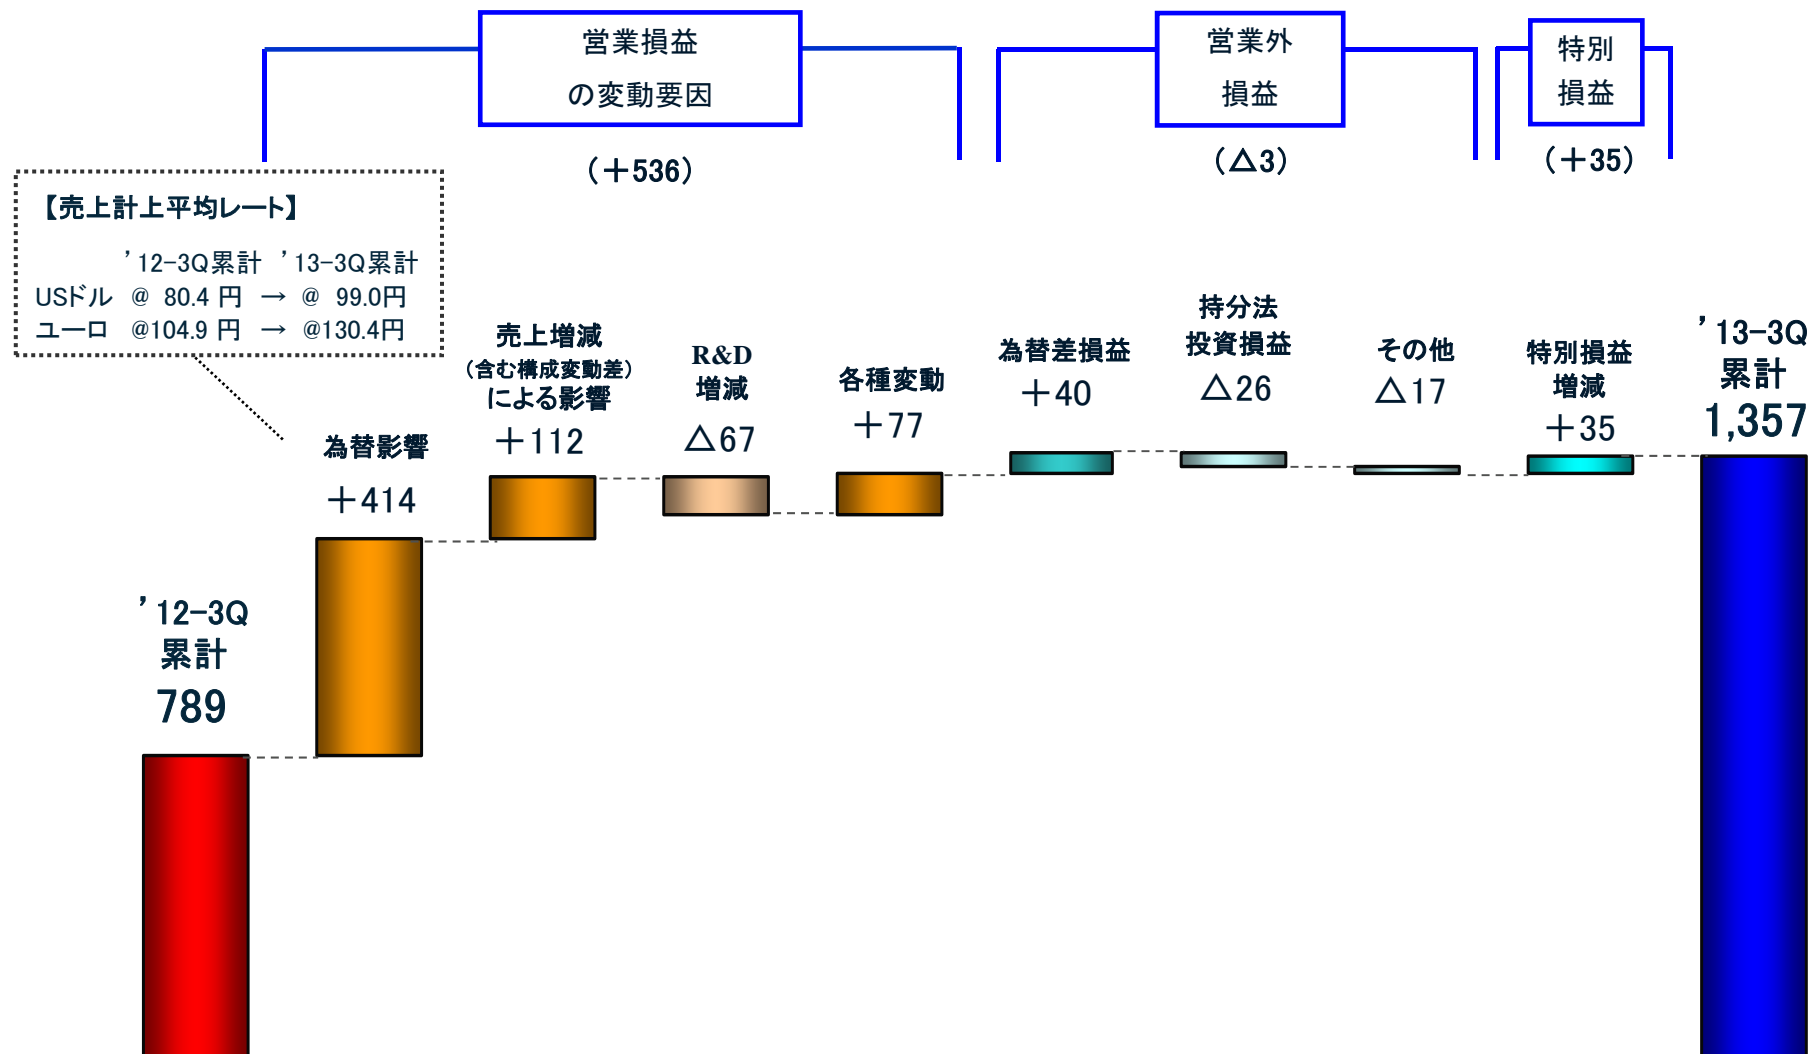 営業損益
の変動要因
(＋536)
営業外
損益
(△3)
特別
損益
(＋35)
【売上計上平均レート】
’12-3Q累計 ’13-3Q累計
USドル @ 80.4 円 → @ 99.0円
ユーロ @104.9 円 → @130.4円
’12-3Q
累計
789
為替影響
＋414
売上増減
(含む構成変動差)
による影響
＋112
R&D
増減
△67
各種変動
＋77
為替差損益
＋40
持分法
投資損益
△26
その他
△17
特別損益
増減
＋35
’13-3Q
累計
1,357